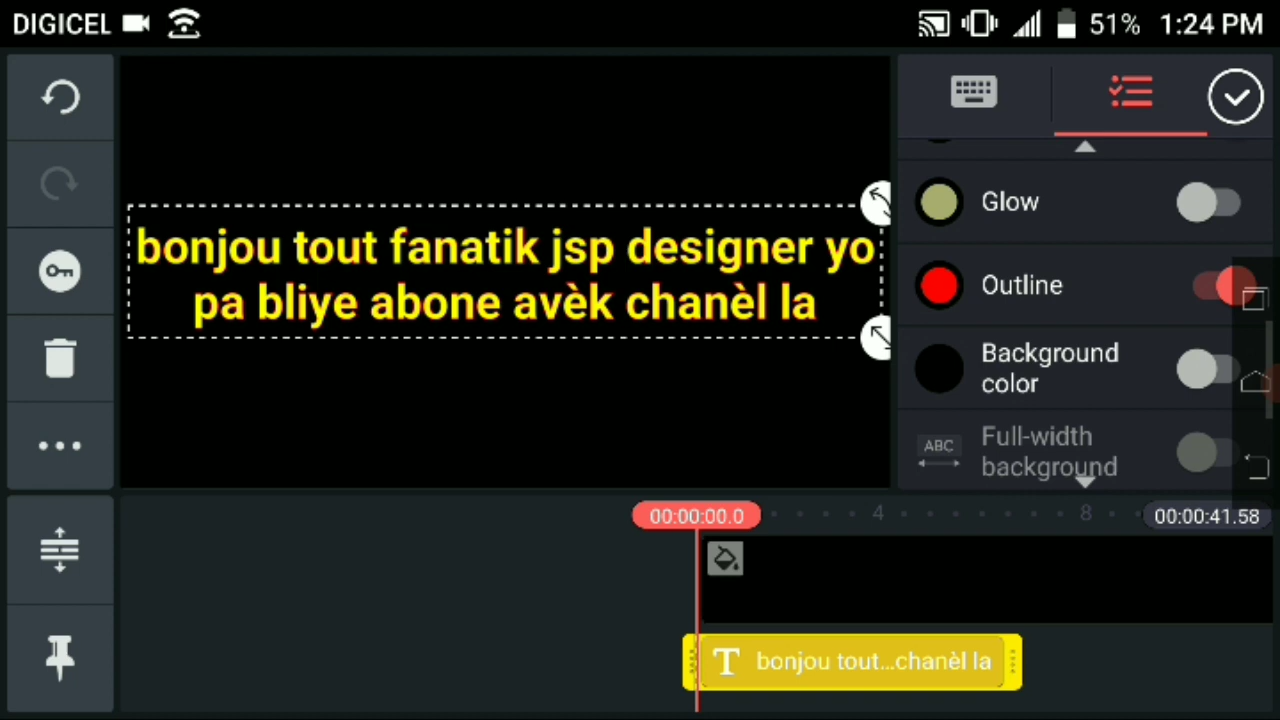 DIGICEL
51% 1:24 PM
bonjou tout fanatik jsp designer yo
pa bliye abone avèk chanèl la
Glow
Outline
Background
color
ABC
Full-width
background
00:00:00.0
4
8
00:00:41.58
T bonjou tout...chanèl la